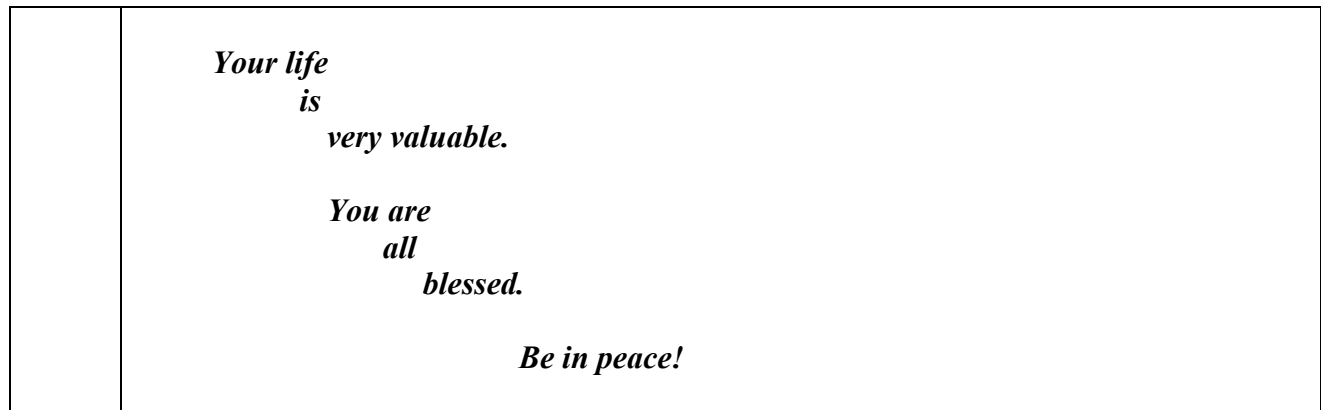 Your life
is
very valuable.
You are
all
blessed.
Be in peace!